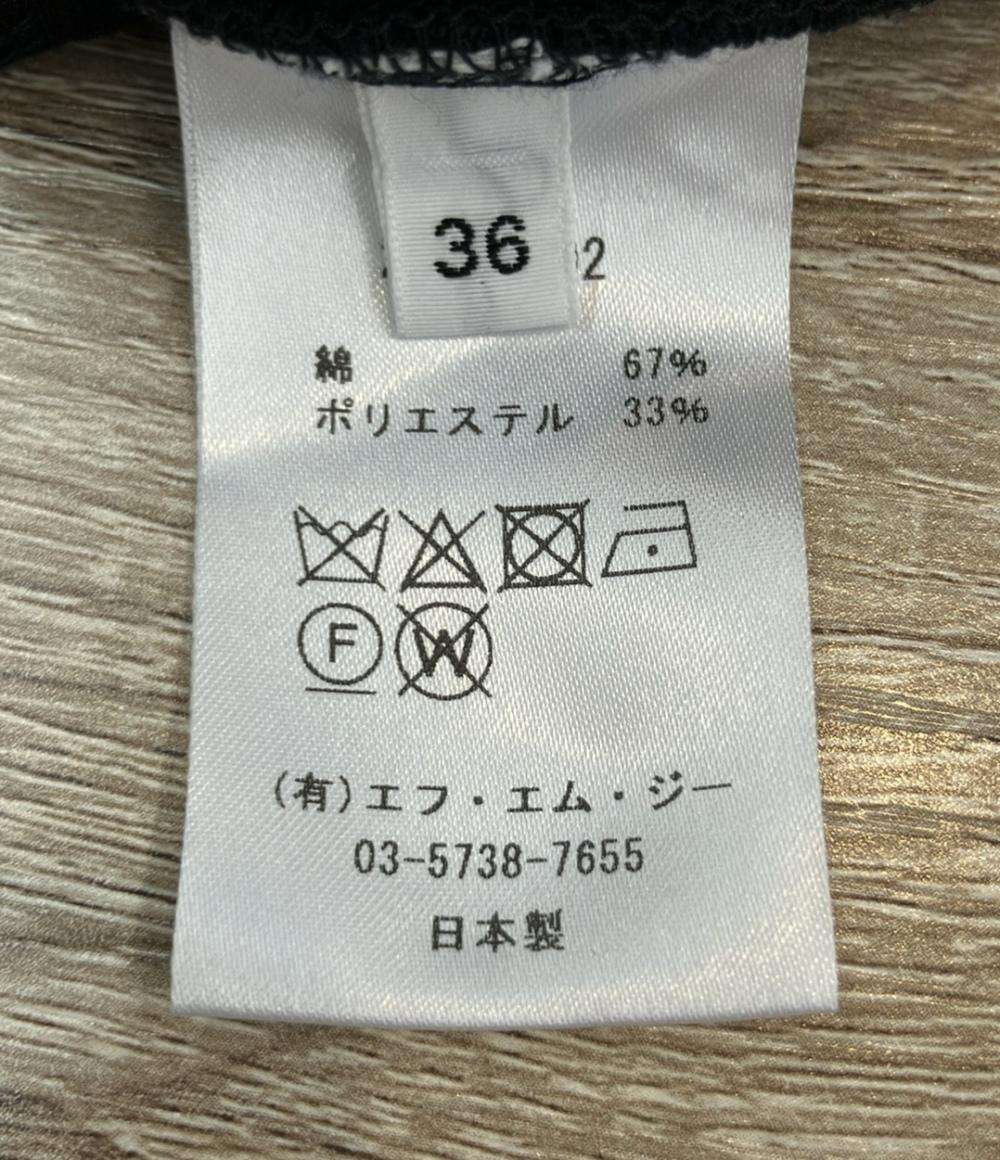 36
2
綿 67%
ポリエステル 33%
F
W
(有)エフ・エム・ジー
03-5738-7655
日本製